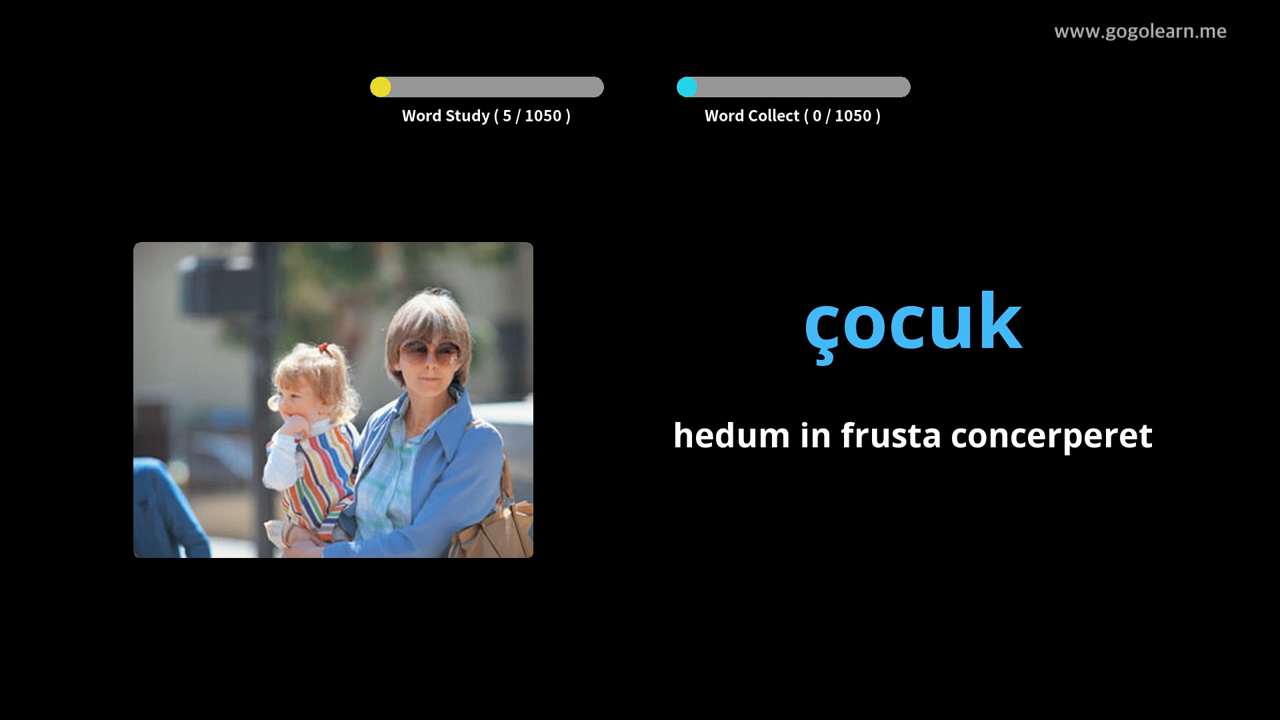 www.gogolearn.me
Word Study ( 5 / 1050 )
Word Collect ( 0 / 1050 )
çocuk
hedum in frusta concerperet